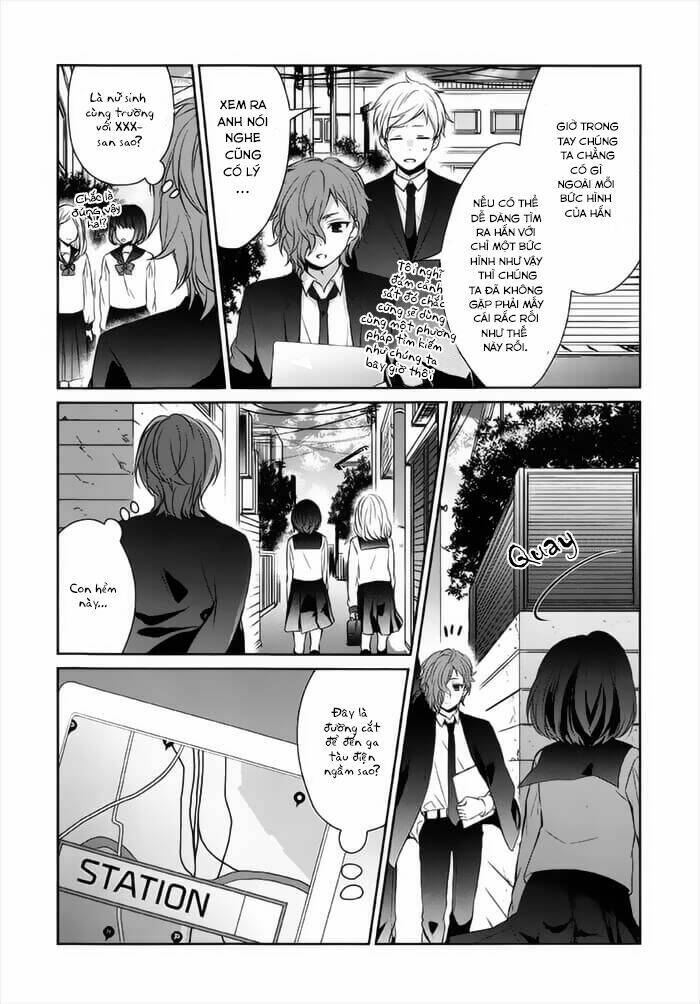 GIỜ TRONG
TAY CHÚNG
TA CHẲNG
CÓ GÌ
NGOÀI MỖI
BỨC HÌNH
CỦA HẮN
NẾU CÓ THỂ
DỄ DÀNG TÌM
RA HẮN VỚI
CHỈ MỘT BỨC
HÌNH NHƯ VẬY
THÌ CHÚNG
TA ĐÃ KHÔNG
GẶP PHẢI MẤY
CÁI RẮC RỐI
NHƯ THẾ
NÀY RỒI.
Tôi nghĩ
đám cảnh
sát đó chắc
cũng sẽ dùng
cùng một phương
pháp tìm kiếm
như chúng ta
bây giờ thôi
XEM RA
ANH NÓI
NGHE
CŨNG
CÓ LÝ
...
Là nữ sinh
cùng trường
với XXX-
san sao?
Chắc là
đúng vậy
hả!?
Quay
Con hẻm
này...
Đây là
đường cắt
để đến ga
tàu điện
ngầm sao?
STATION